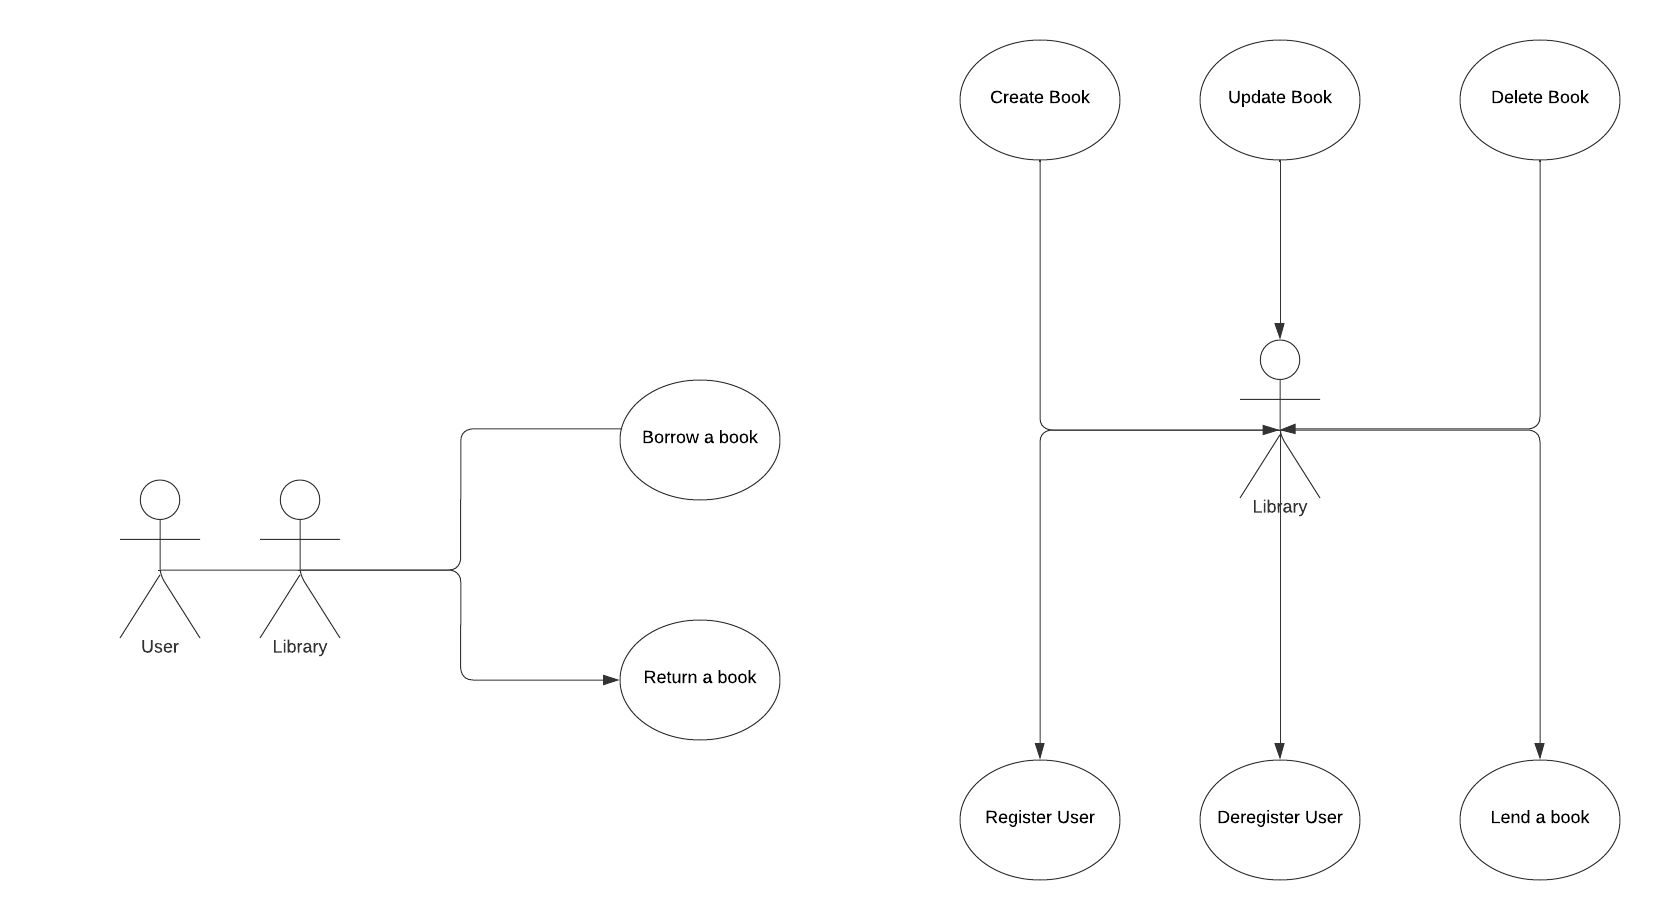 Create Book
Update Book
Delete Book
Borrow a book
Library
User
Library
Return a book
Register User
Deregister User
Lend a book